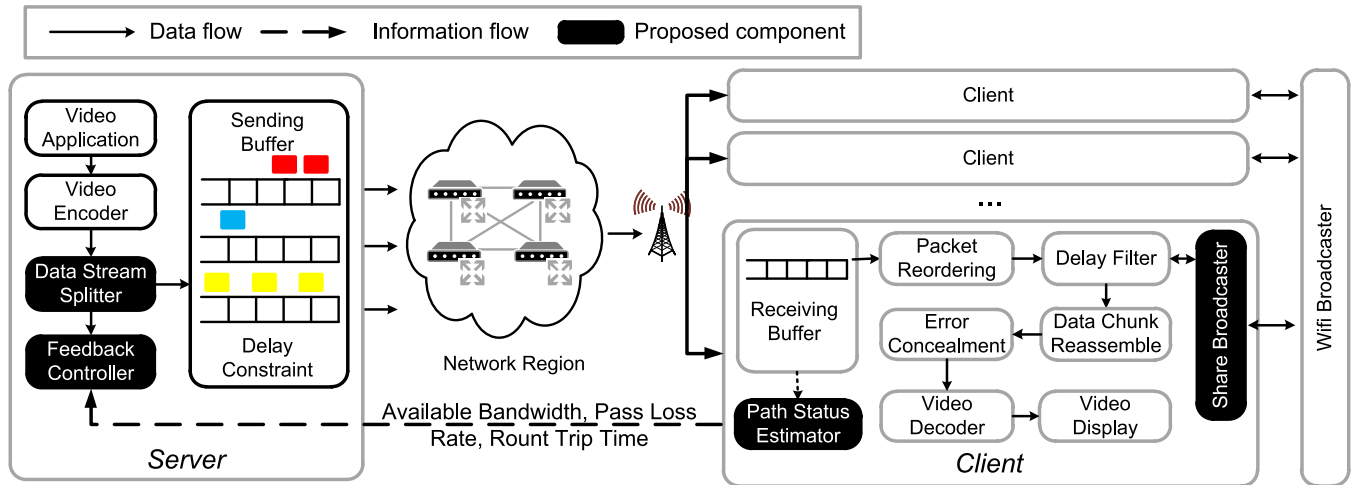 Data flow
Information flow
Proposed component
Video
Application
Video
Encoder
Data Stream
Splitter
Feedback
Controller
Sending
Buffer
Delay
Constraint
Server
Network Region
Available Bandwidth, Pass Loss
Rate, Rount Trip Time
Client
Client
...
Receiving
Buffer
Path Status
Estimator
Packet
Reordering
Delay Filter
Error
Concealment
Data Chunk
Reassemble
Video
Decoder
Video
Display
Share Broadcaster
Client
Wifi Broadcaster